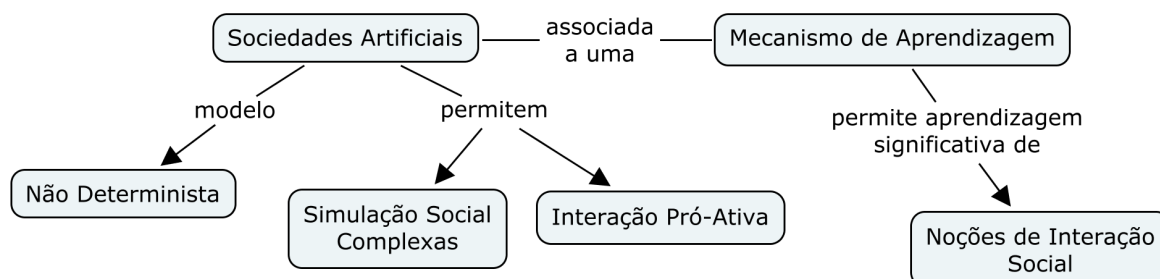 Sociedades Artificiais
associada
a uma
Mecanismo de Aprendizagem
modelo
permitem
permite aprendizagem
significativa de
Não Determinista
Simulação Social
Complexas
Interação Pró-Ativa
Noções de Interação
Social